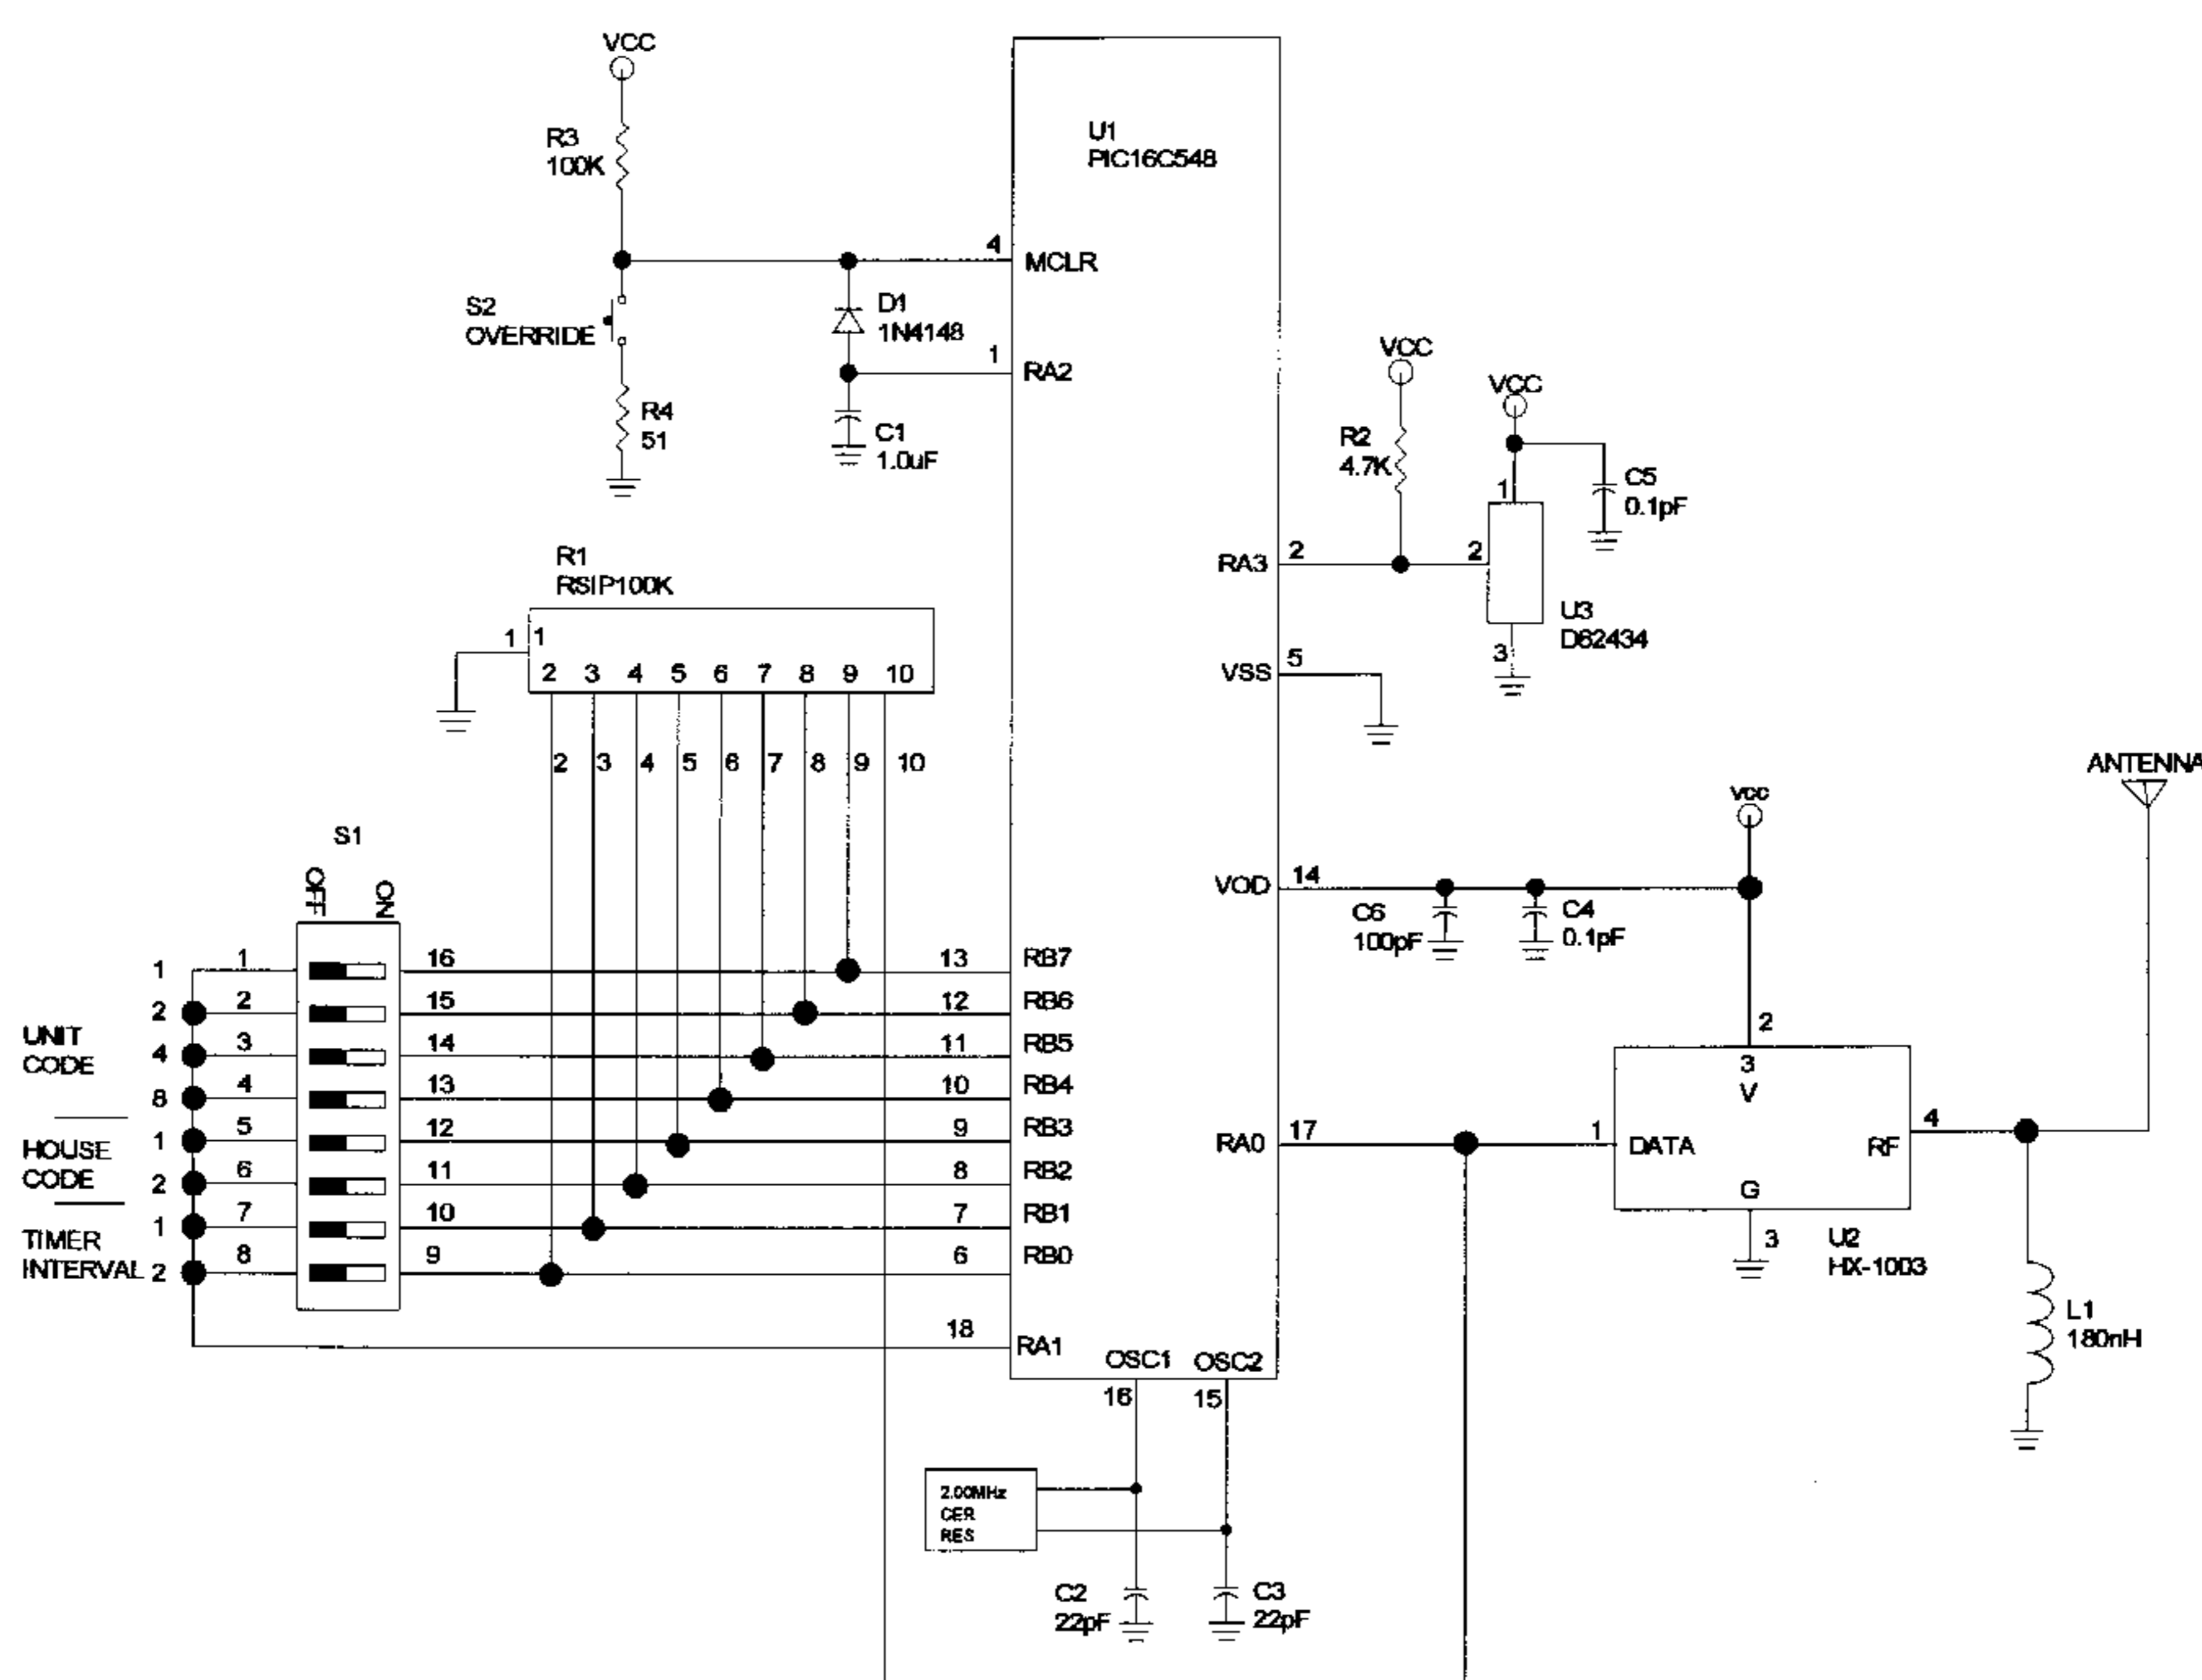 VCC
R3
100K
U1
PIC16C548
4
MCLR
S2
OVERRIDE
D1
1N4148
1
RA2
R4
51
C1
1.0uF
VCC
VCC
R2
4.7K
1
C5
0.1pF
RA3
2
2
U3
D62434
3
R1
RSIP100K
1
1
2 3 4 5 6 7 8 9 10
2 3 4 5 6 7 8 9 10
VSS
5
ANTENNA
VCC
VOD
14
C6
100pF
C4
0.1pF
S1
OFF
ON
UNIT
CODE
HOUSE
CODE
TIMER
INTERVAL
1 1 16 13 RB7
2 2 15 12 RB6
4 3 14 11 RB5
8 4 13 10 RB4
1 5 12 9 RB3
2 6 11 8 RB2
1 7 10 7 RB1
2 8 9 6 RB0
18 RA1
2
3
V
RA0
17
1
DATA
RF
4
G
3
U2
HX-1003
L1
180nH
OSC1
OSC2
16
15
2.00MHz
CER
RES
C2
22pF
C3
22pF